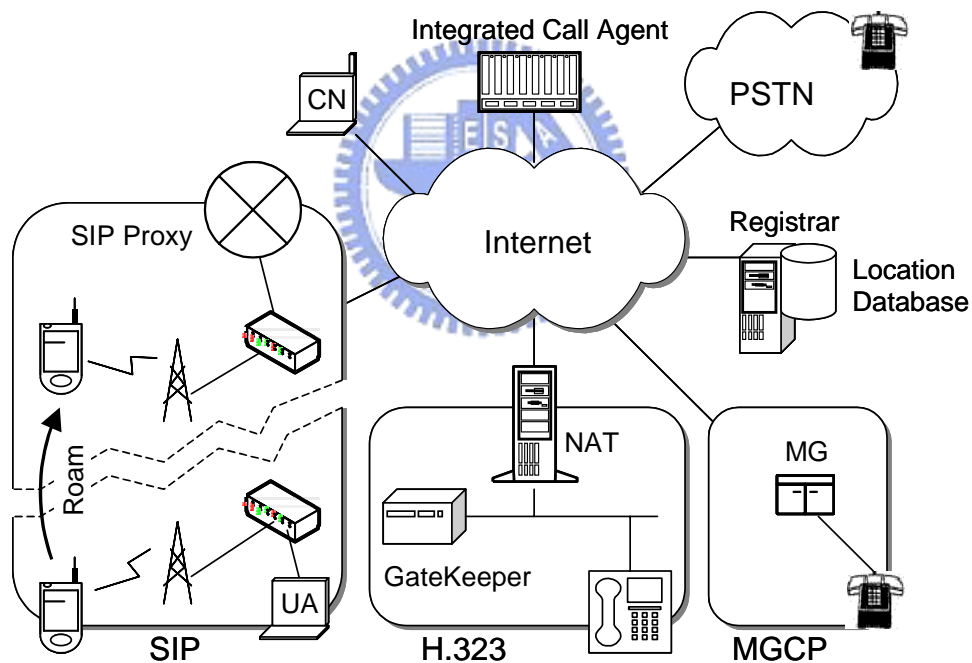 Integrated Call Agent
CN
PSTN
E S A
SIP Proxy
Internet
Registrar
Location
Database
NAT
MG
Roam
GateKeeper
UA
SIP
H.323
MGCP